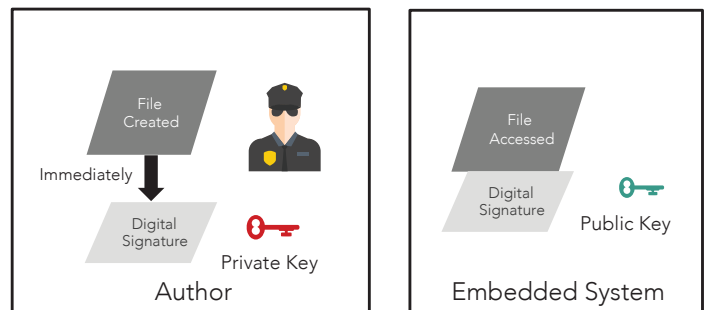 File
Created
Immediately
Digital
Signature
Private Key
Author
File
Accessed
Digital
Signature
Public Key
Embedded System